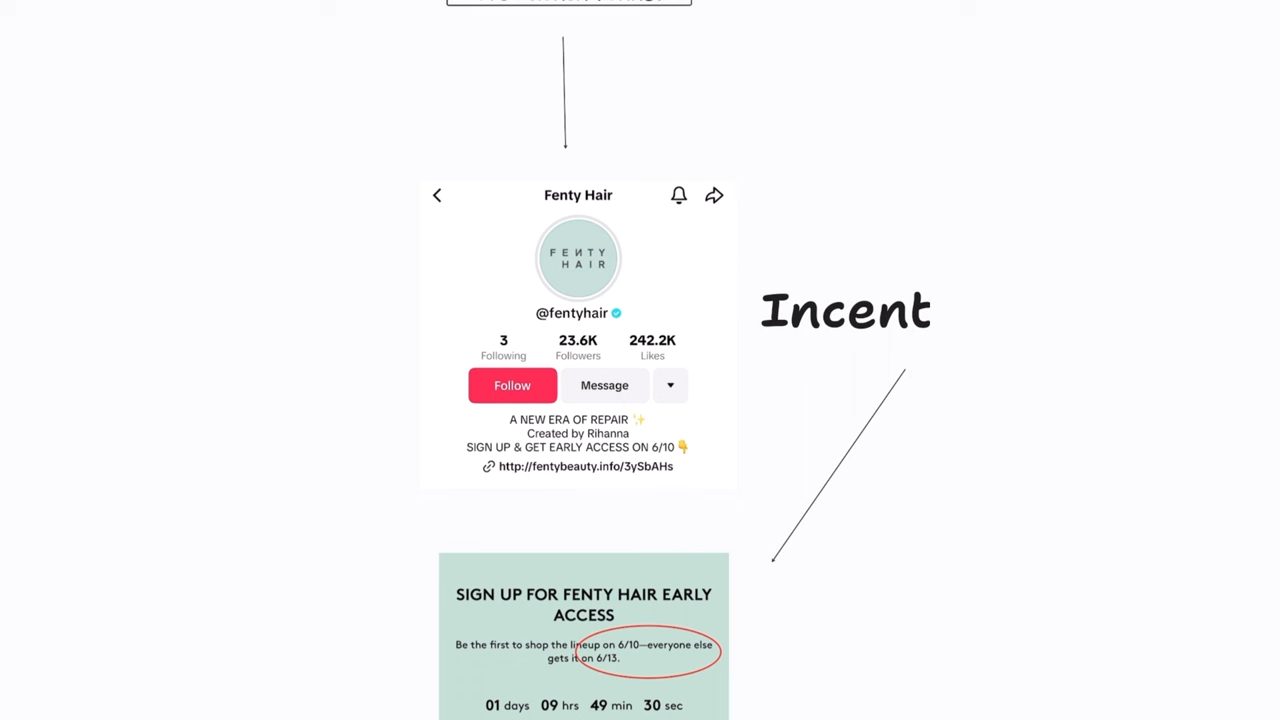 Fenty Hair
FENTY
HAIR
@fentyhair
3 23.6K 242.2K
Following Followers Likes
Follow Message
Incent
A NEW ERA OF REPAIR ✨
Created by Rihanna
SIGN UP & GET EARLY ACCESS ON 6/10 👇
http://fentybeauty.info/3ySbAHs
SIGN UP FOR FENTY HAIR EARLY
ACCESS
Be the first to shop the lineup on 6/10—everyone else
gets it on 6/13.
01 days 09 hrs 49 min 30 sec